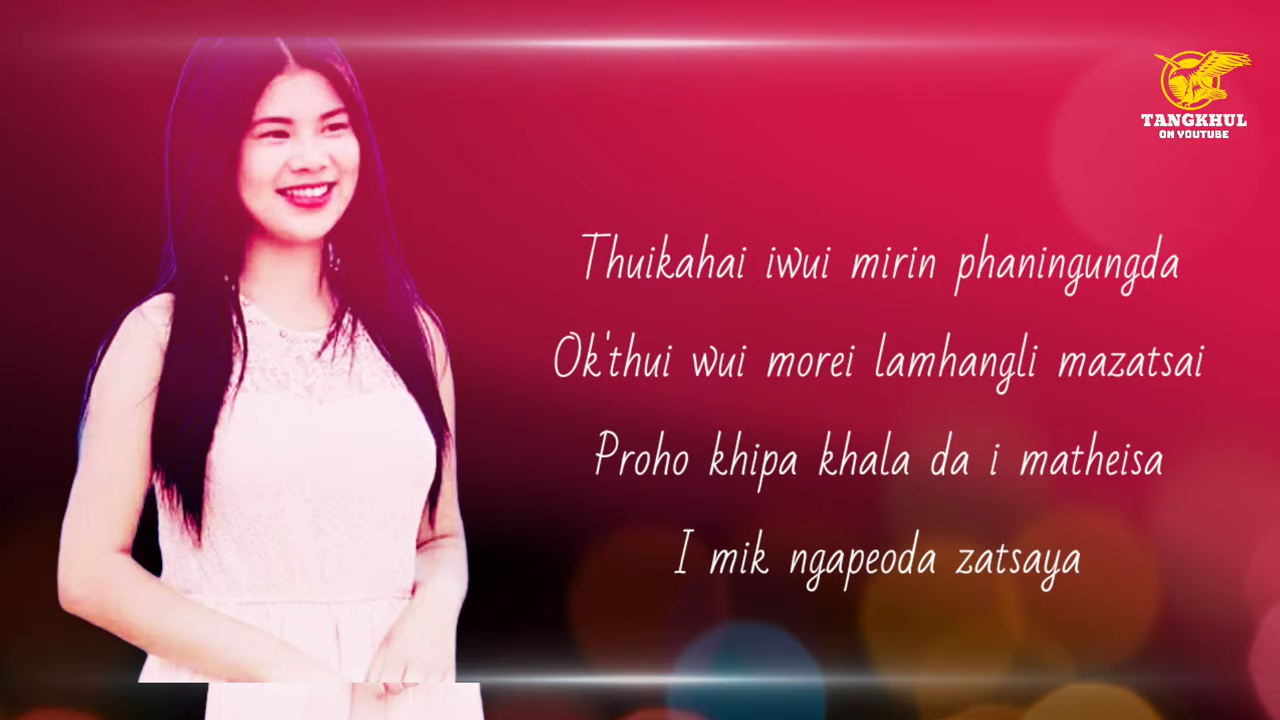 TANGKHUL
ON YOUTUBE
Thuikahai iwui mirin phaningungda
Ok'thui wui morei lamhangli mazatsai
Proho khipa khala da i matheisa
I mik ngapeoda zatsaya